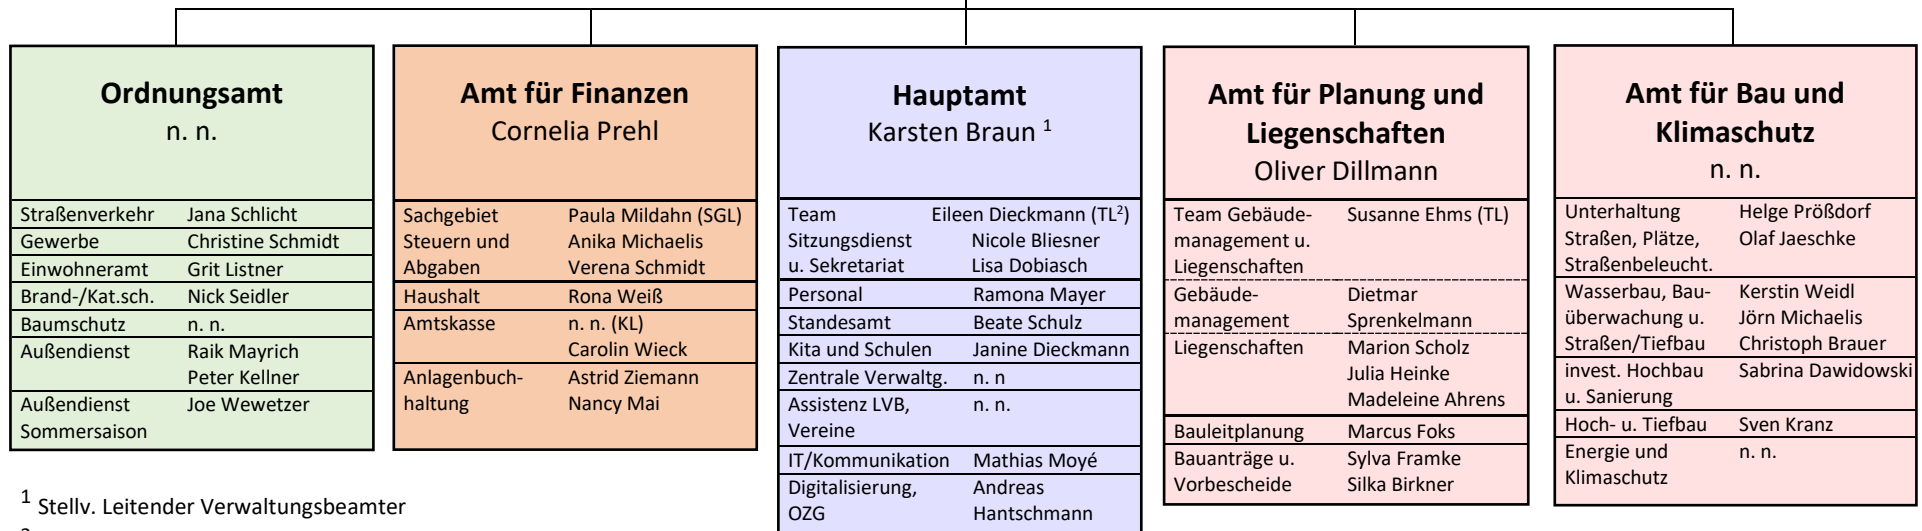 Ordnungsamt
n. n.
Straßenverkehr Jana Schlicht
Gewerbe Christine Schmidt
Einwohneramt Grit Listner
Brand-/Kat.sch. Nick Seidler
Baumschutz n. n.
Außendienst Raik Mayrich
Peter Kellner
Außendienst Joe Wewetzer
Sommersaison
Amt für Finanzen
Cornelia Prehl
Sachgebiet Paula Mildahn (SGL)
Steuern und Anika Michaelis
Abgaben Verena Schmidt
Haushalt Rona Weiß
Amtskasse n. n. (KL)
Carolin Wieck
Anlagenbuch- Astrid Ziemann
haltung Nancy Mai
Hauptamt
Karsten Braun ¹
Team Eileen Dieckmann (TL²)
Sitzungsdienst Nicole Bliesner
u. Sekretariat Lisa Dobiasch
Personal Ramona Mayer
Standesamt Beate Schulz
Kita und Schulen Janine Dieckmann
Zentrale Verwaltg. n. n
Assistenz LVB, n. n.
Vereine
IT/Kommunikation Mathias Moyé
Digitalisierung, Andreas
OZG Hantschmann
Amt für Planung und
Liegenschaften
Oliver Dillmann
Team Gebäude- Susanne Ehms (TL)
management u.
Liegenschaften
Gebäude- Dietmar
management Sprenkelmann
Liegenschaften Marion Scholz
Julia Heinke
Madeleine Ahrens
Bauleitplanung Marcus Foks
Bauanträge u. Sylva Framke
Vorbescheide Silka Birkner
Amt für Bau und
Klimaschutz
n. n.
Unterhaltung Helge Prößdorf
Straßen, Plätze, Olaf Jaeschke
Straßenbeleucht.
Wasserbau, Bau- Kerstin Weidl
überwachung u. Jörn Michaelis
Straßen/Tiefbau Christoph Brauer
invest. Hochbau Sabrina Dawidowski
u. Sanierung
Hoch- u. Tiefbau Sven Kranz
Energie und n. n.
Klimaschutz
¹ Stellv. Leitender Verwaltungsbeamter